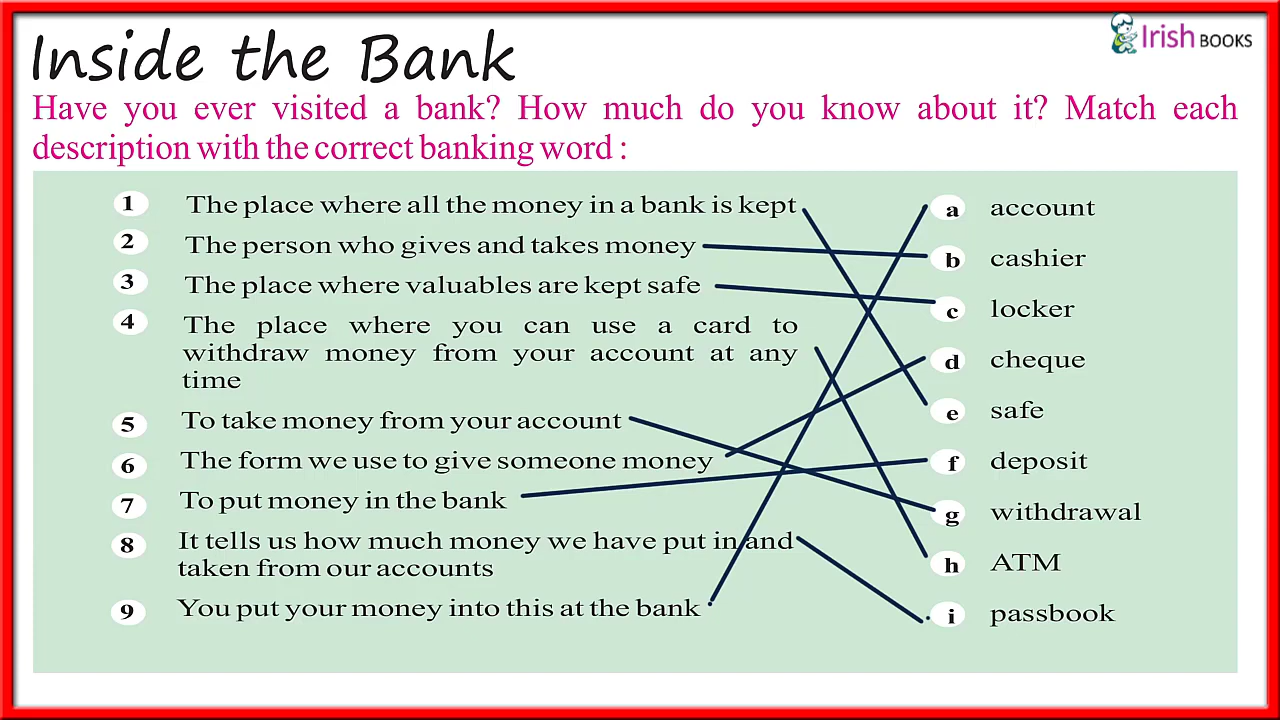 Inside the Bank
Irish BOOKS
Have you ever visited a bank? How much do you know about it? Match each
description with the correct banking word :
1 The place where all the money in a bank is kept
a account
2 The person who gives and takes money
b cashier
3 The place where valuables are kept safe
c locker
4 The place where you can use a card to
withdraw money from your account at any
time
d cheque
e safe
5 To take money from your account
6 The form we use to give someone money
f deposit
7 To put money in the bank
g withdrawal
8 It tells us how much money we have put in and
taken from our accounts
h ATM
9 You put your money into this at the bank
i passbook